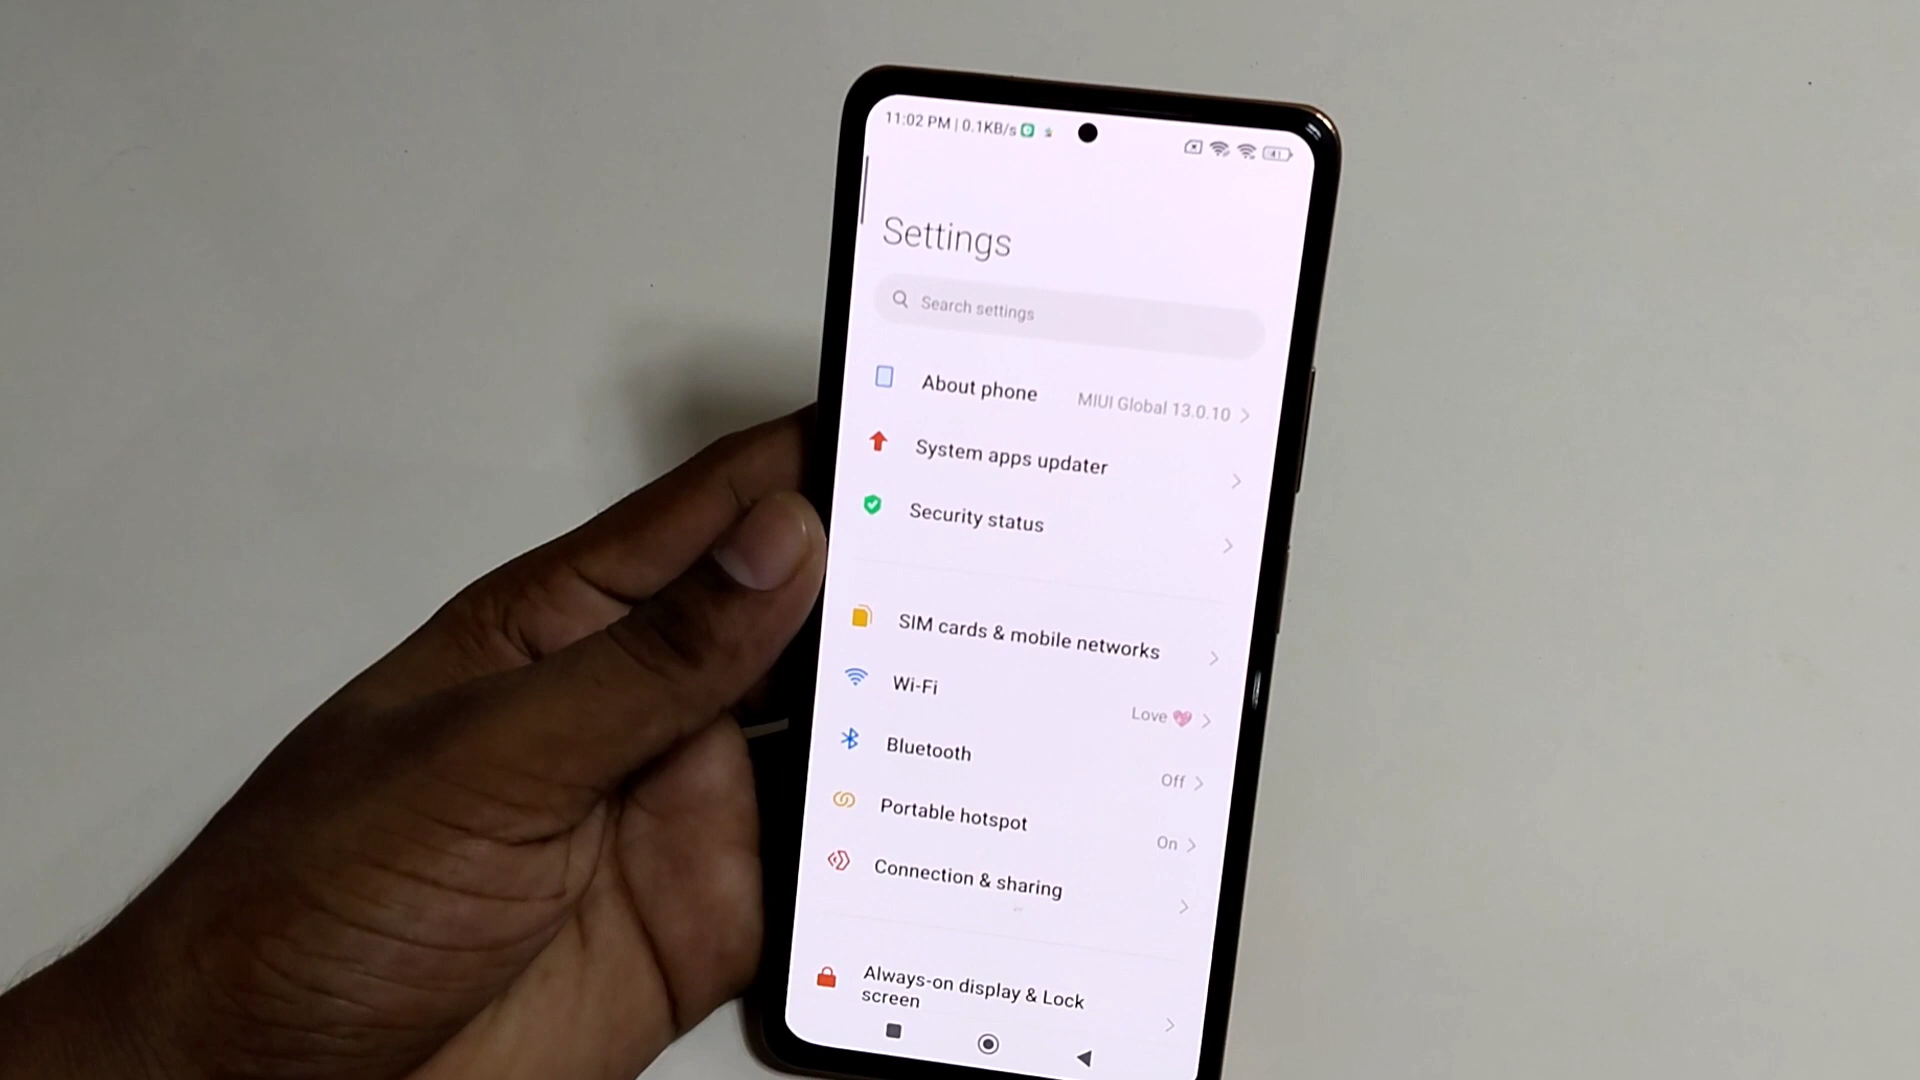 11:02 PM | 0.1KB/s
Settings
Search settings
About phone MIUI Global 13.0.10
System apps updater
Security status
SIM cards & mobile networks
Wi-Fi Love 💖
Bluetooth Off
Portable hotspot On
Connection & sharing
Always-on display & Lock
screen